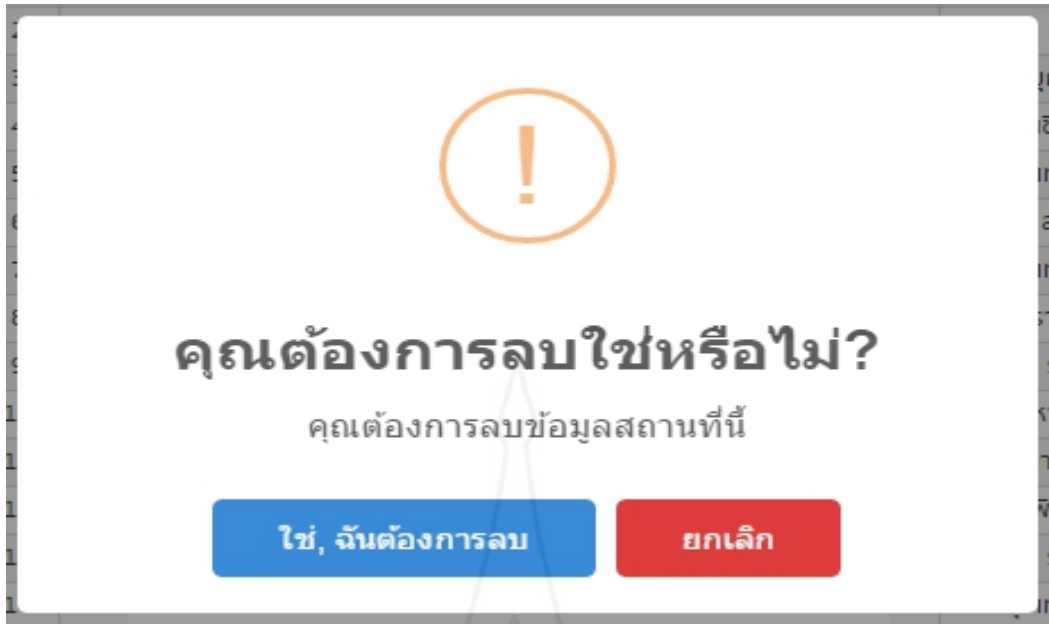 !
คุณต้องการลบใช่หรือไม่?
คุณต้องการลบข้อมูลสถานที่นี้
ใช่, ฉันต้องการลบ
ยกเลิก